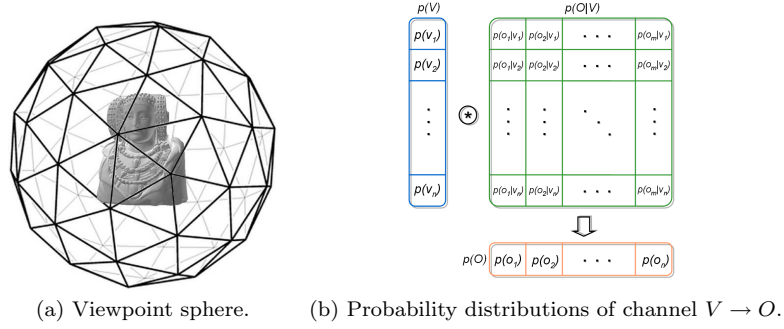 p(V)
p(O|V)
p(v1)
p(o1|v1) p(o2|v1) . . . p(om|v1)
p(v2)
p(o1|v2) p(o2|v2) . . . p(om|v2)
*
p(vn)
p(o1|vn) p(o2|vn) . . . p(om|vn)
p(O) p(o1) p(o2) . . . p(on)
(a) Viewpoint sphere.
(b) Probability distributions of channel V → O.